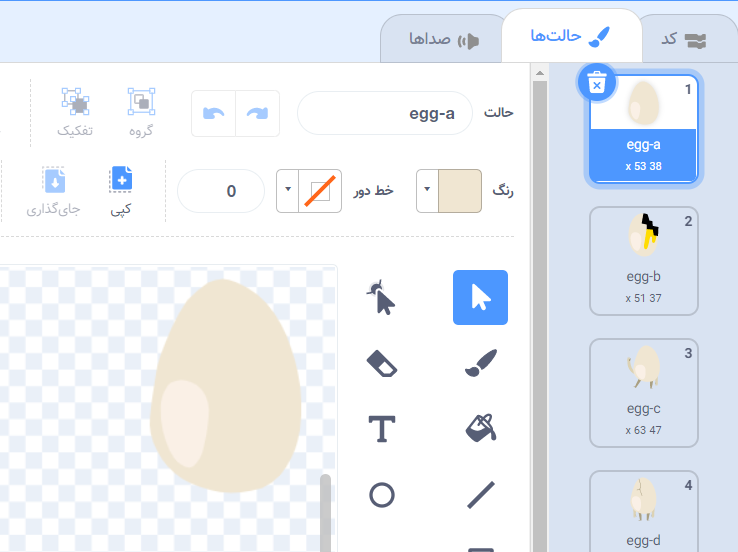 کد
حالت‌ها
صداها
1
egg-a
38 x 53
2
egg-b
37 x 51
3
egg-c
47 x 63
4
egg-d
حالت
egg-a
گروه
تفکیک
رنگ
خط دور
0
کپی
جای‌گذاری
T